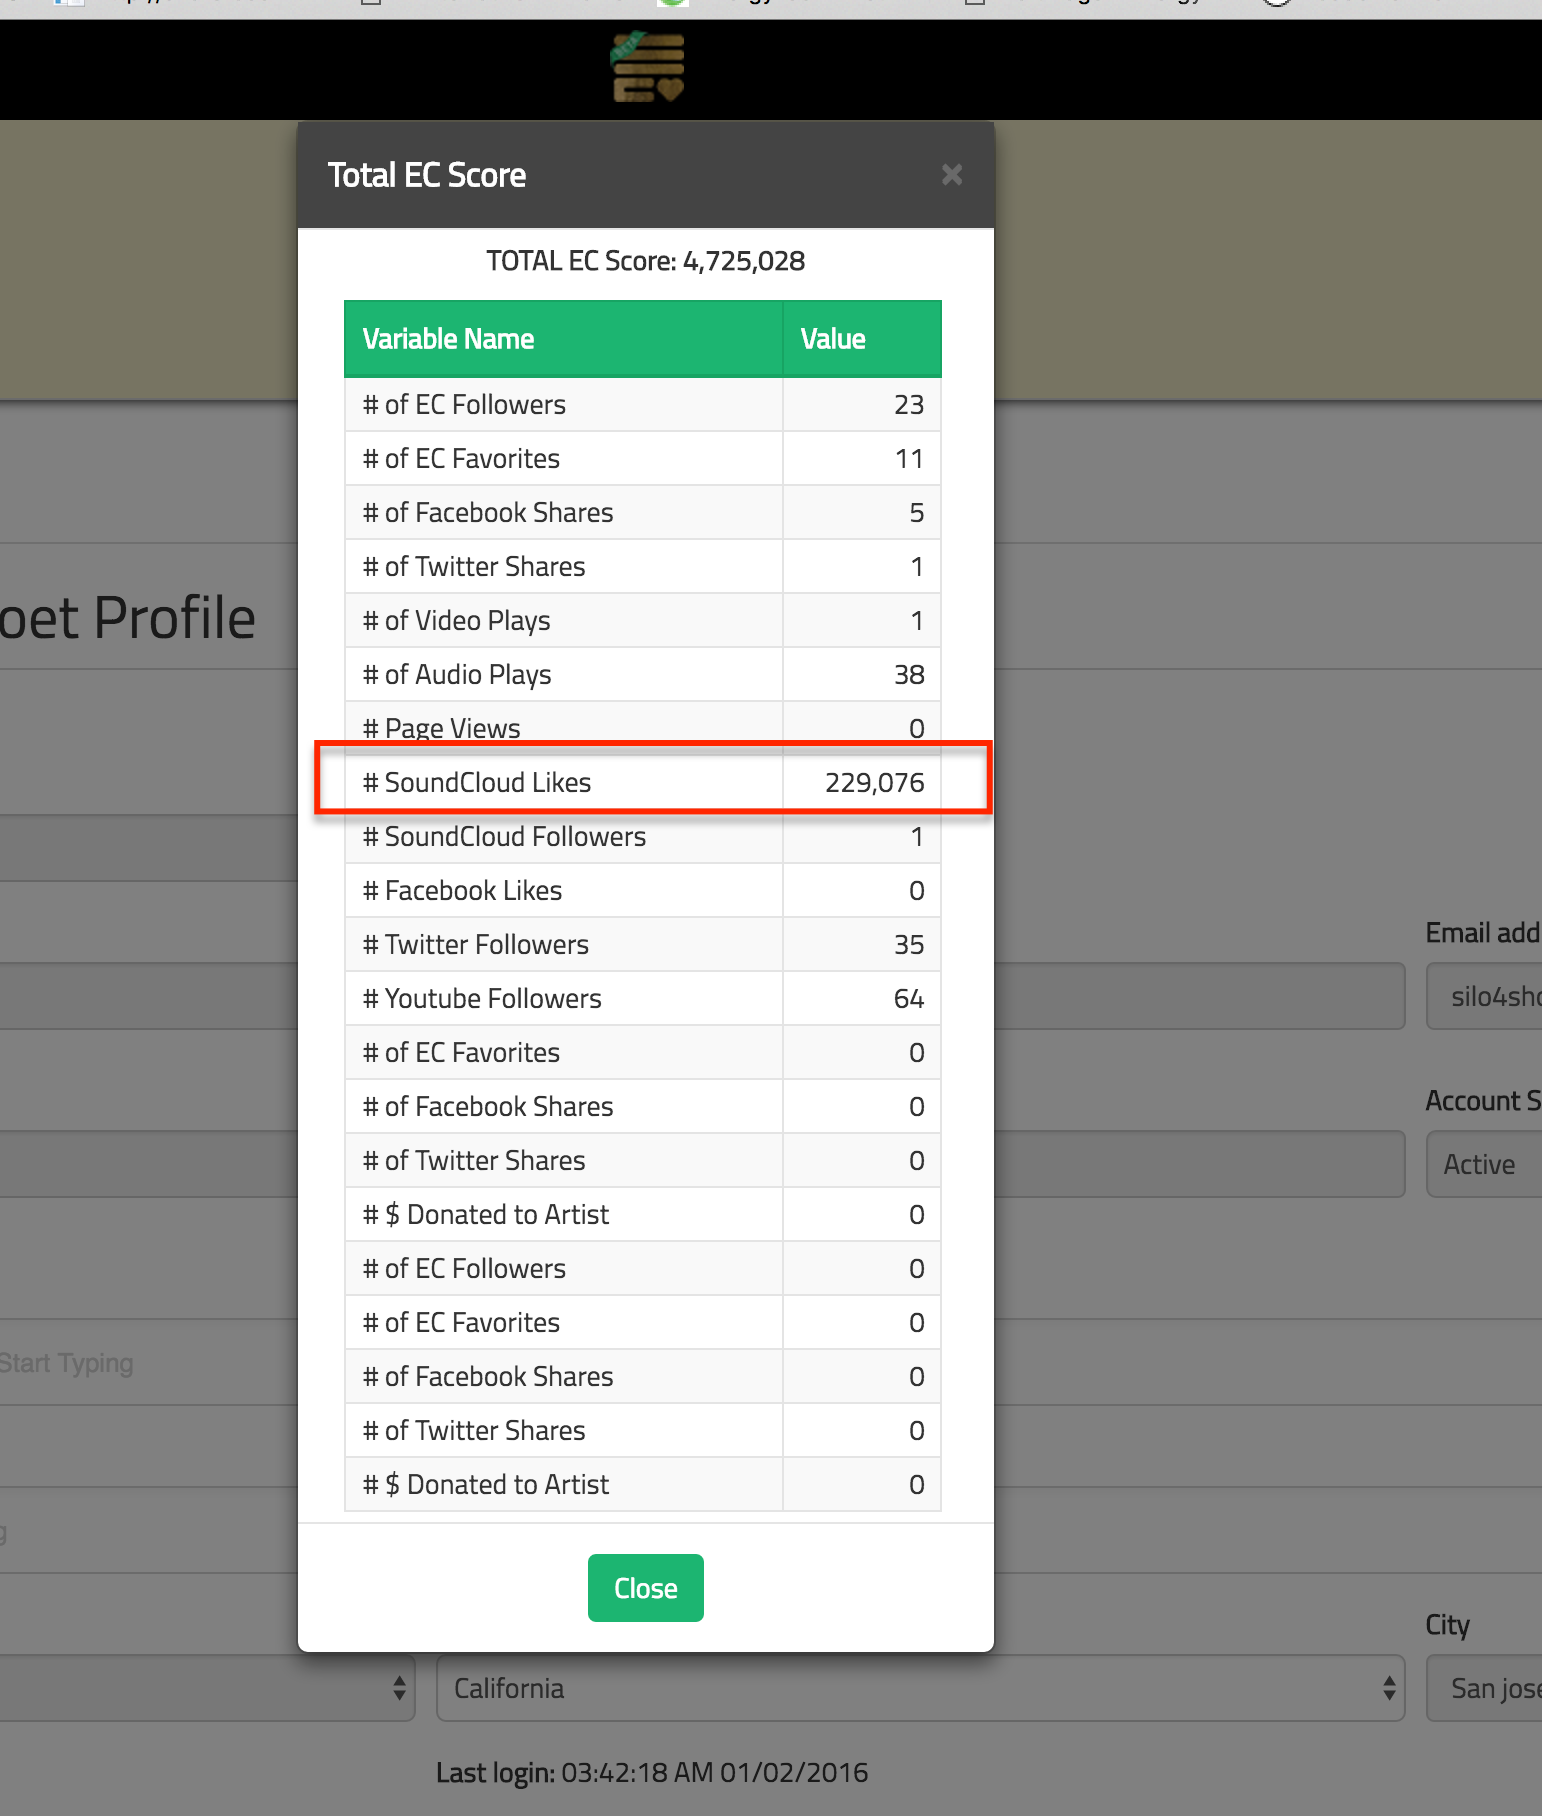 BETA
Total EC Score ×
TOTAL EC Score: 4,725,028
Variable Name Value
# of EC Followers 23
# of EC Favorites 11
# of Facebook Shares 5
# of Twitter Shares 1
# of Video Plays 1
# of Audio Plays 38
# Page Views 0
# SoundCloud Likes 229,076
# SoundCloud Followers 1
# Facebook Likes 0
# Twitter Followers 35
# Youtube Followers 64
# of EC Favorites 0
# of Facebook Shares 0
# of Twitter Shares 0
# $ Donated to Artist 0
# of EC Followers 0
# of EC Favorites 0
# of Facebook Shares 0
# of Twitter Shares 0
# $ Donated to Artist 0
Close
oet Profile
Email add
silo4sho
Account S
Active
Start Typing
g
City
California
San jose
Last login: 03:42:18 AM 01/02/2016